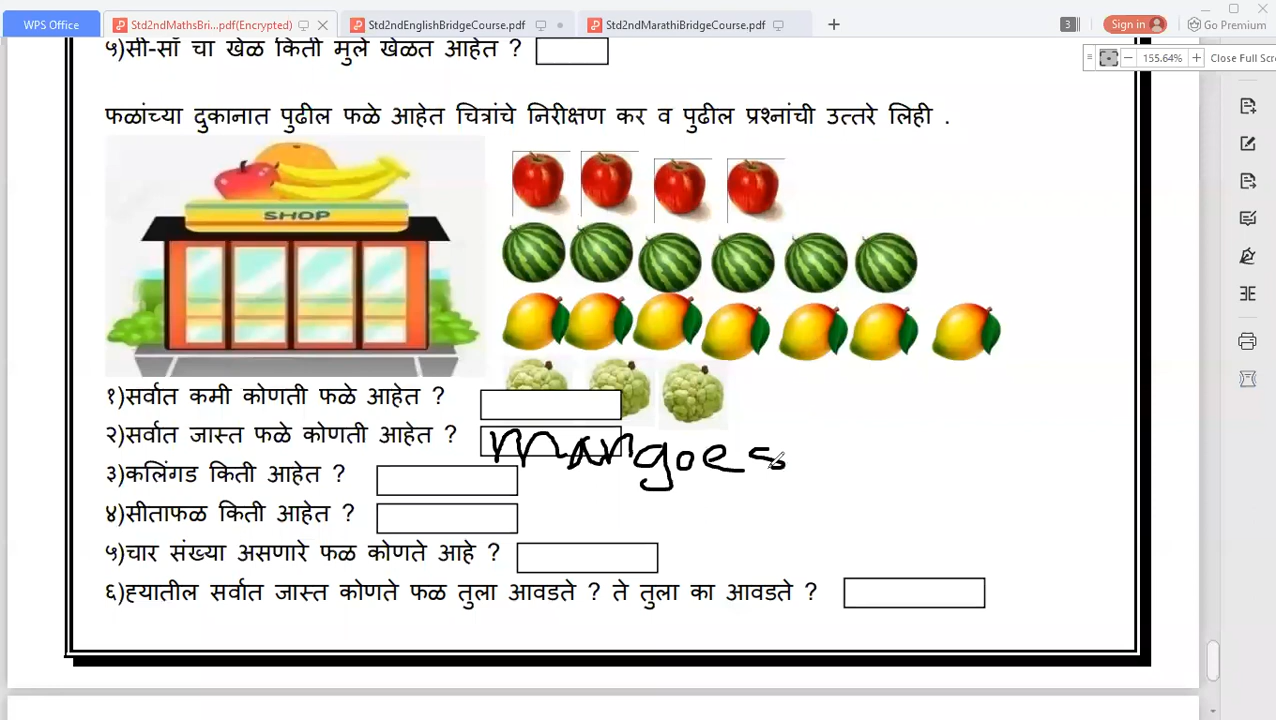 WPS Office
Std2ndMathsBri...pdf(Encrypted)
Std2ndEnglishBridgeCourse.pdf
Std2ndMarathiBridgeCourse.pdf
3
Sign in
Go Premium
155.64%
Close Full Scre
५)सी-सॉ चा खेळ किती मुले खेळत आहेत ?
फळांच्या दुकानात पुढील फळे आहेत चित्रांचे निरीक्षण कर व पुढील प्रश्नांची उत्तरे लिही .
SHOP
१)सर्वात कमी कोणती फळे आहेत ?
२)सर्वात जास्त फळे कोणती आहेत ? mangoes
३)कलिंगड किती आहेत ?
४)सीताफळ किती आहेत ?
५)चार संख्या असणारे फळ कोणते आहे ?
६)ह्यातील सर्वात जास्त कोणते फळ तुला आवडते ? ते तुला का आवडते ?